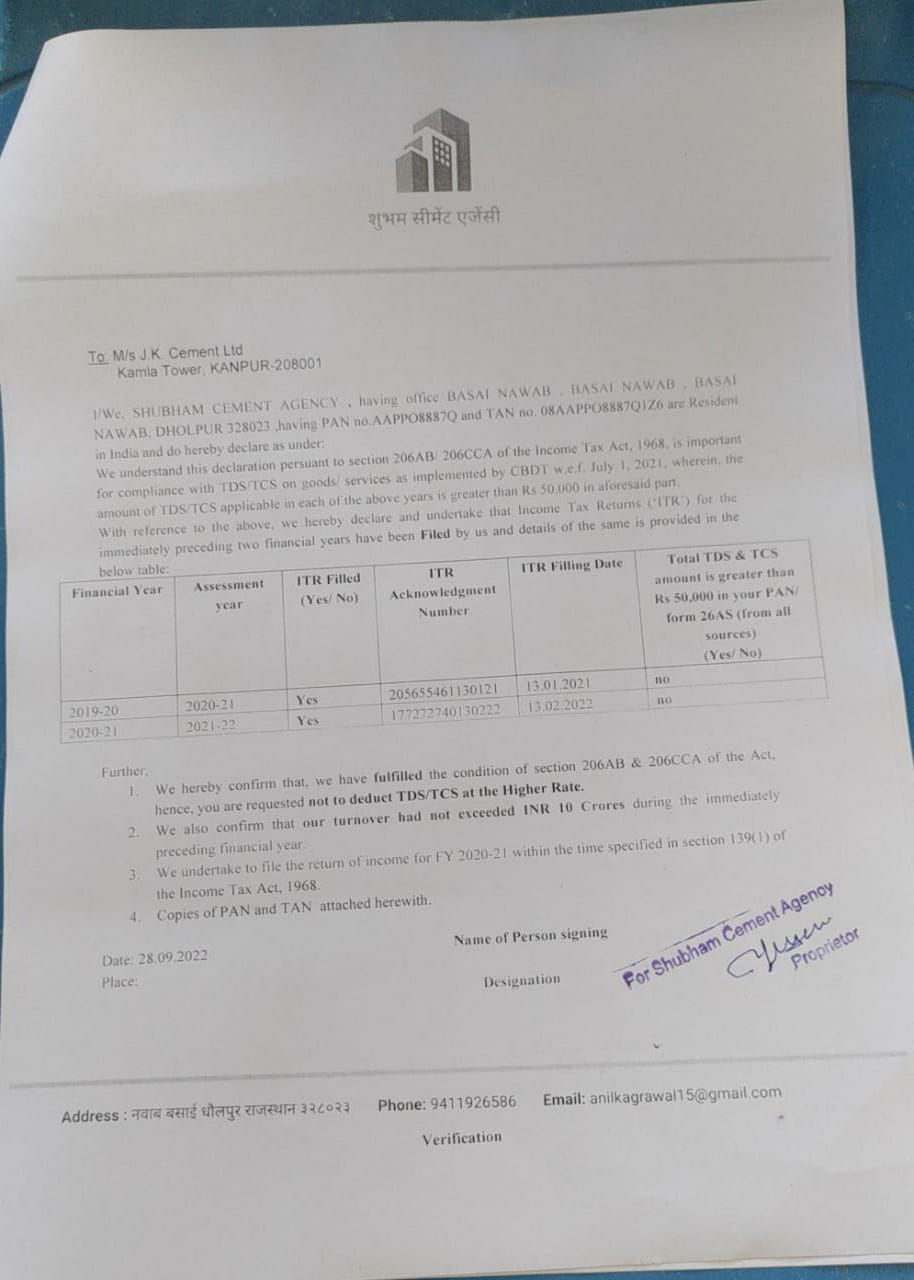 शुभम सीमेंट एजेंसी
To: M/s J.K. Cement Ltd
Kamla Tower, KANPUR-208001
I/We, SHUBHAM CEMENT AGENCY , having office BASAI NAWAB , BASAI NAWAB , BASAI
NAWAB, DHOLPUR 328023 ,having PAN no.AAPPO8887Q and TAN no. 08AAPPO8887Q1Z6 are Resident
in India and do hereby declare as under:
We understand this declaration persuant to section 206AB/ 206CCA of the Income Tax Act, 1968, is important
for compliance with TDS/TCS on goods/ services as implemented by CBDT w.e.f. July 1, 2021, wherein, the
amount of TDS/TCS applicable in each of the above years is greater than Rs 50,000 in aforesaid part.
With reference to the above, we hereby declare and undertake that Income Tax Returns (‘ITR’) for the
immediately preceding two financial years have been Filed by us and details of the same is provided in the
below table:
Financial Year Assessment year ITR Filled (Yes/ No) ITR Acknowledgment Number ITR Filling Date Total TDS & TCS amount is greater than Rs 50,000 in your PAN/ form 26AS (from all sources) (Yes/ No)
2019-20 2020-21 Yes 205655461130121 13.01.2021 no
2020-21 2021-22 Yes 177272740130222 13.02.2022 no
Further,
1. We hereby confirm that, we have fulfilled the condition of section 206AB & 206CCA of the Act,
hence, you are requested not to deduct TDS/TCS at the Higher Rate.
2. We also confirm that our turnover had not exceeded INR 10 Crores during the immediately
preceding financial year.
3. We undertake to file the return of income for FY 2020-21 within the time specified in section 139(1) of
the Income Tax Act, 1968.
4. Copies of PAN and TAN attached herewith.
Date: 28.09.2022
Place:
Name of Person signing
Designation
For Shubham Cement Agency
Proprietor
Address : नवाब बसाई धौलपुर राजस्थान ३२८०२३ Phone: 9411926586 Email: anilkagrawal15@gmail.com
Verification